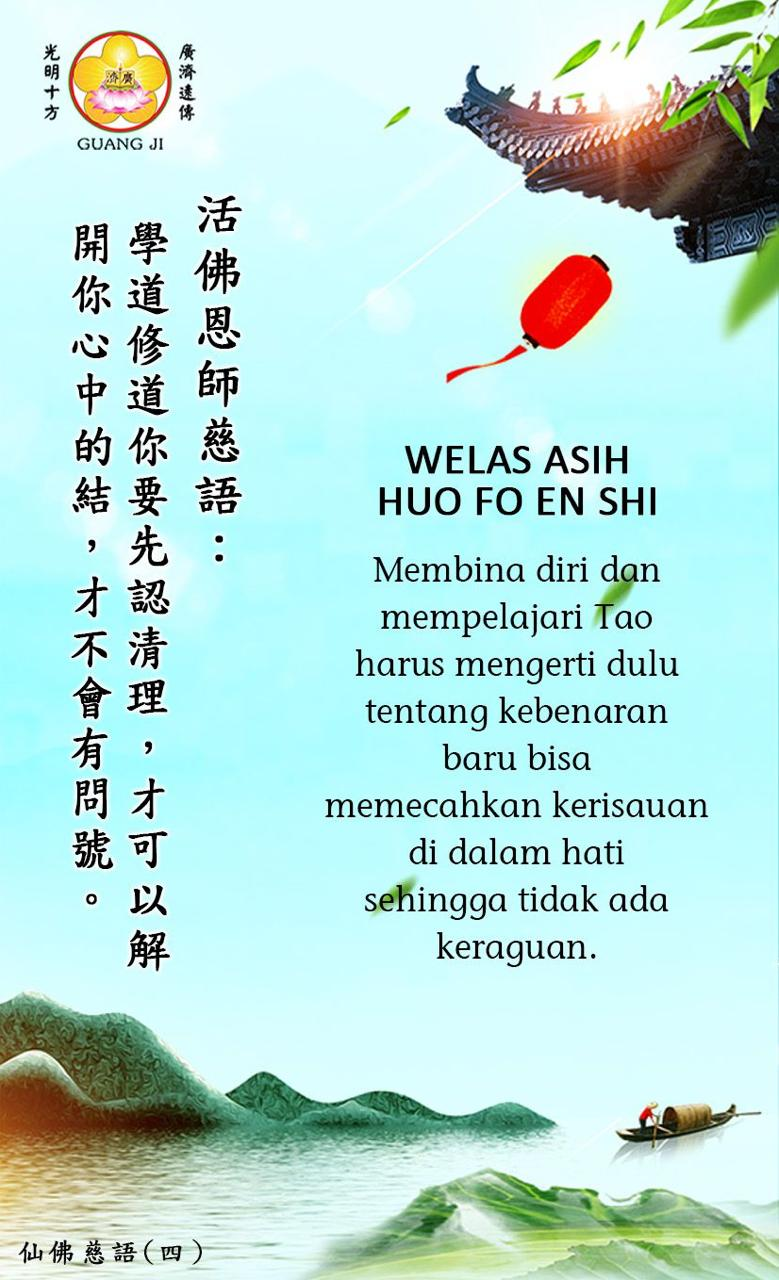 光明十方
廣濟
廣濟遠傳
GUANG JI
活佛恩師慈語：
學道修道你要先認清理，才可以解
開你心中的結，才不會有問號。
WELAS ASIH
HUO FO EN SHI
Membina diri dan
mempelajari Tao
harus mengerti dulu
tentang kebenaran
baru bisa
memecahkan kerisauan
di dalam hati
sehingga tidak ada
keraguan.
仙佛慈語(四)